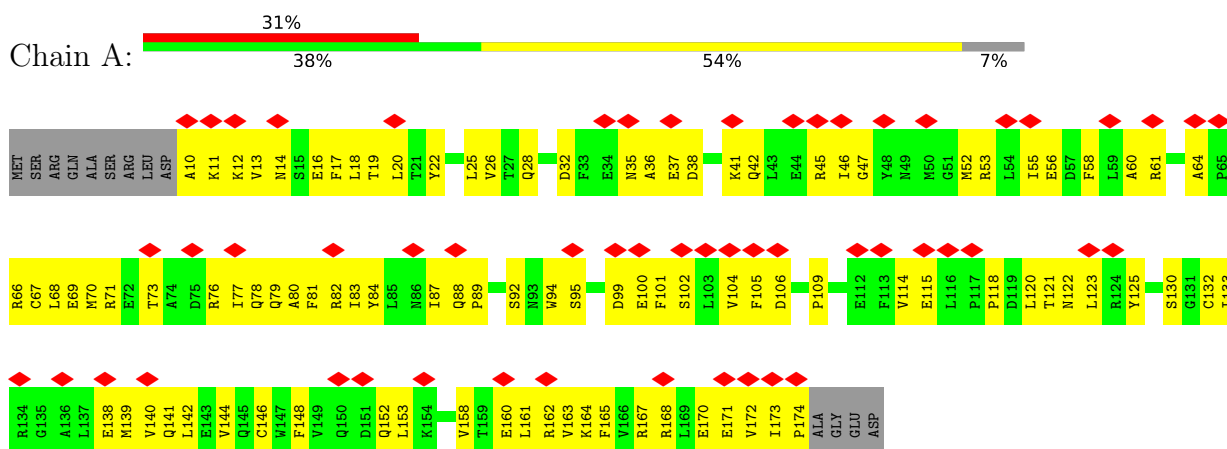 31%
Chain A:
38% 54% 7%
MET SER ARG GLN ALA SER ARG LEU ASP A10 K11 K12 V13 N14 S15 E16 F17 L18 T19 L20 T21 Y22 L25 V26 T27 Q28 D32 F33 E34 N35 A36 E37 D38 K41 Q42 L43 E44 R45 I46 G47 Y48 N49 M50 G51 M52 R53 L54 I55 E56 D57 F58 L59 A60 R61 A64 P65
R66 C67 L68 E69 M70 R71 E72 T73 A74 D75 R76 I77 Q78 Q79 A80 P81 R82 I83 Y84 L85 N86 I87 Q88 P89 S92 N93 W94 S95 D99 E100 F101 S102 L103 V104 F105 D106 P109 E112 F113 V114 E115 L116 P117 P118 D119 L120 T121 N122 L123 R124 Y125 S130 G131 C132
R134 G135 A136 L137 E138 M139 V140 Q141 L142 E143 V144 Q145 C146 W147 F148 V149 Q150 D151 Q152 L153 K154 V158 T159 E160 L161 R162 V163 K164 F165 V166 R167 R168 L169 E170 E171 V172 I173 P174 ALA GLY GLU ASP